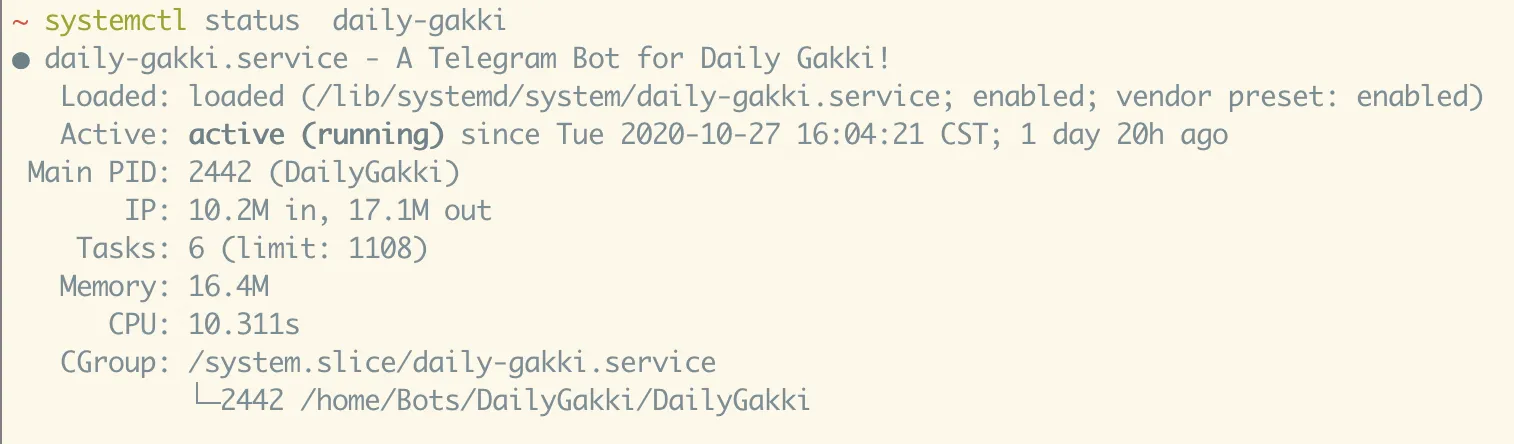 ~ systemctl status  daily-gakki
● daily-gakki.service - A Telegram Bot for Daily Gakki!
   Loaded: loaded (/lib/systemd/system/daily-gakki.service; enabled; vendor preset: enabled)
   Active: active (running) since Tue 2020-10-27 16:04:21 CST; 1 day 20h ago
 Main PID: 2442 (DailyGakki)
       IP: 10.2M in, 17.1M out
    Tasks: 6 (limit: 1108)
   Memory: 16.4M
      CPU: 10.311s
   CGroup: /system.slice/daily-gakki.service
           └─2442 /home/Bots/DailyGakki/DailyGakki